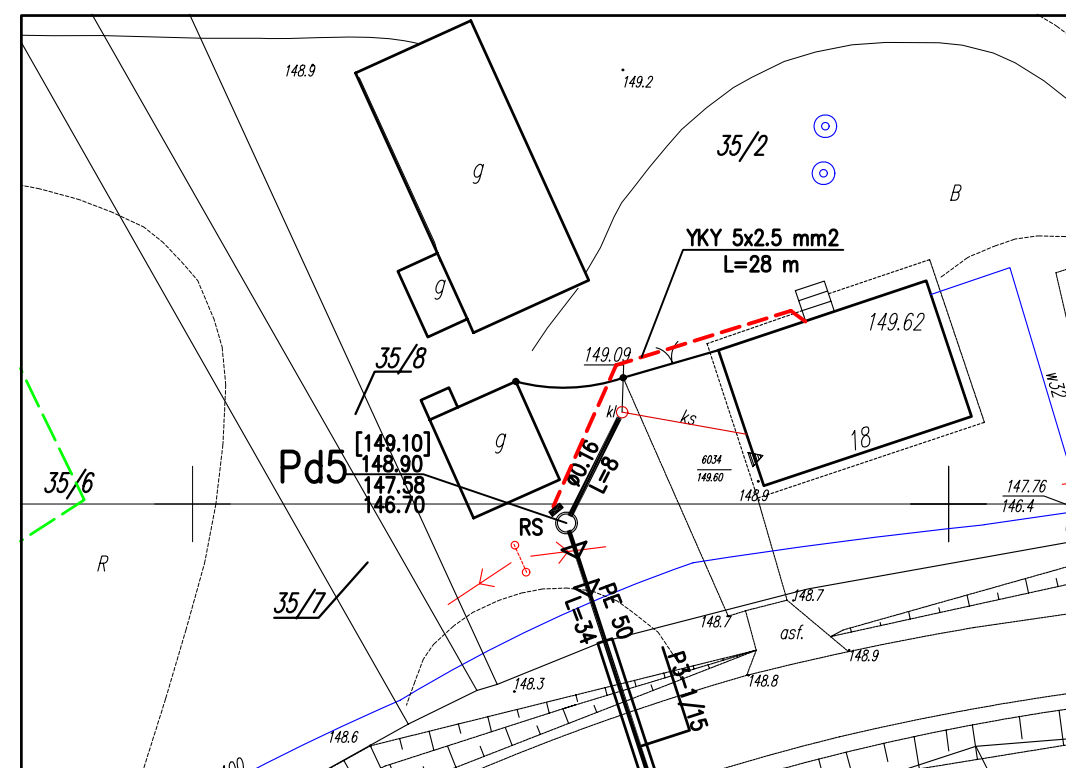 148.9
149.2
35/2
g
B
YKY 5x2.5 mm2
L=28 m
g
149.62
149.09
35/8
w32
kl
ks
g
18
[149.10]
Pd5
148.90
147.58
146.70
ø0.16
L=8
6034
149.60
148.9
35/6
147.76
146.4
RS
R
35/7
PE 50
L=34
148.7
148.7
asf.
148.9
148.8
P3-1/15
148.3
148.6